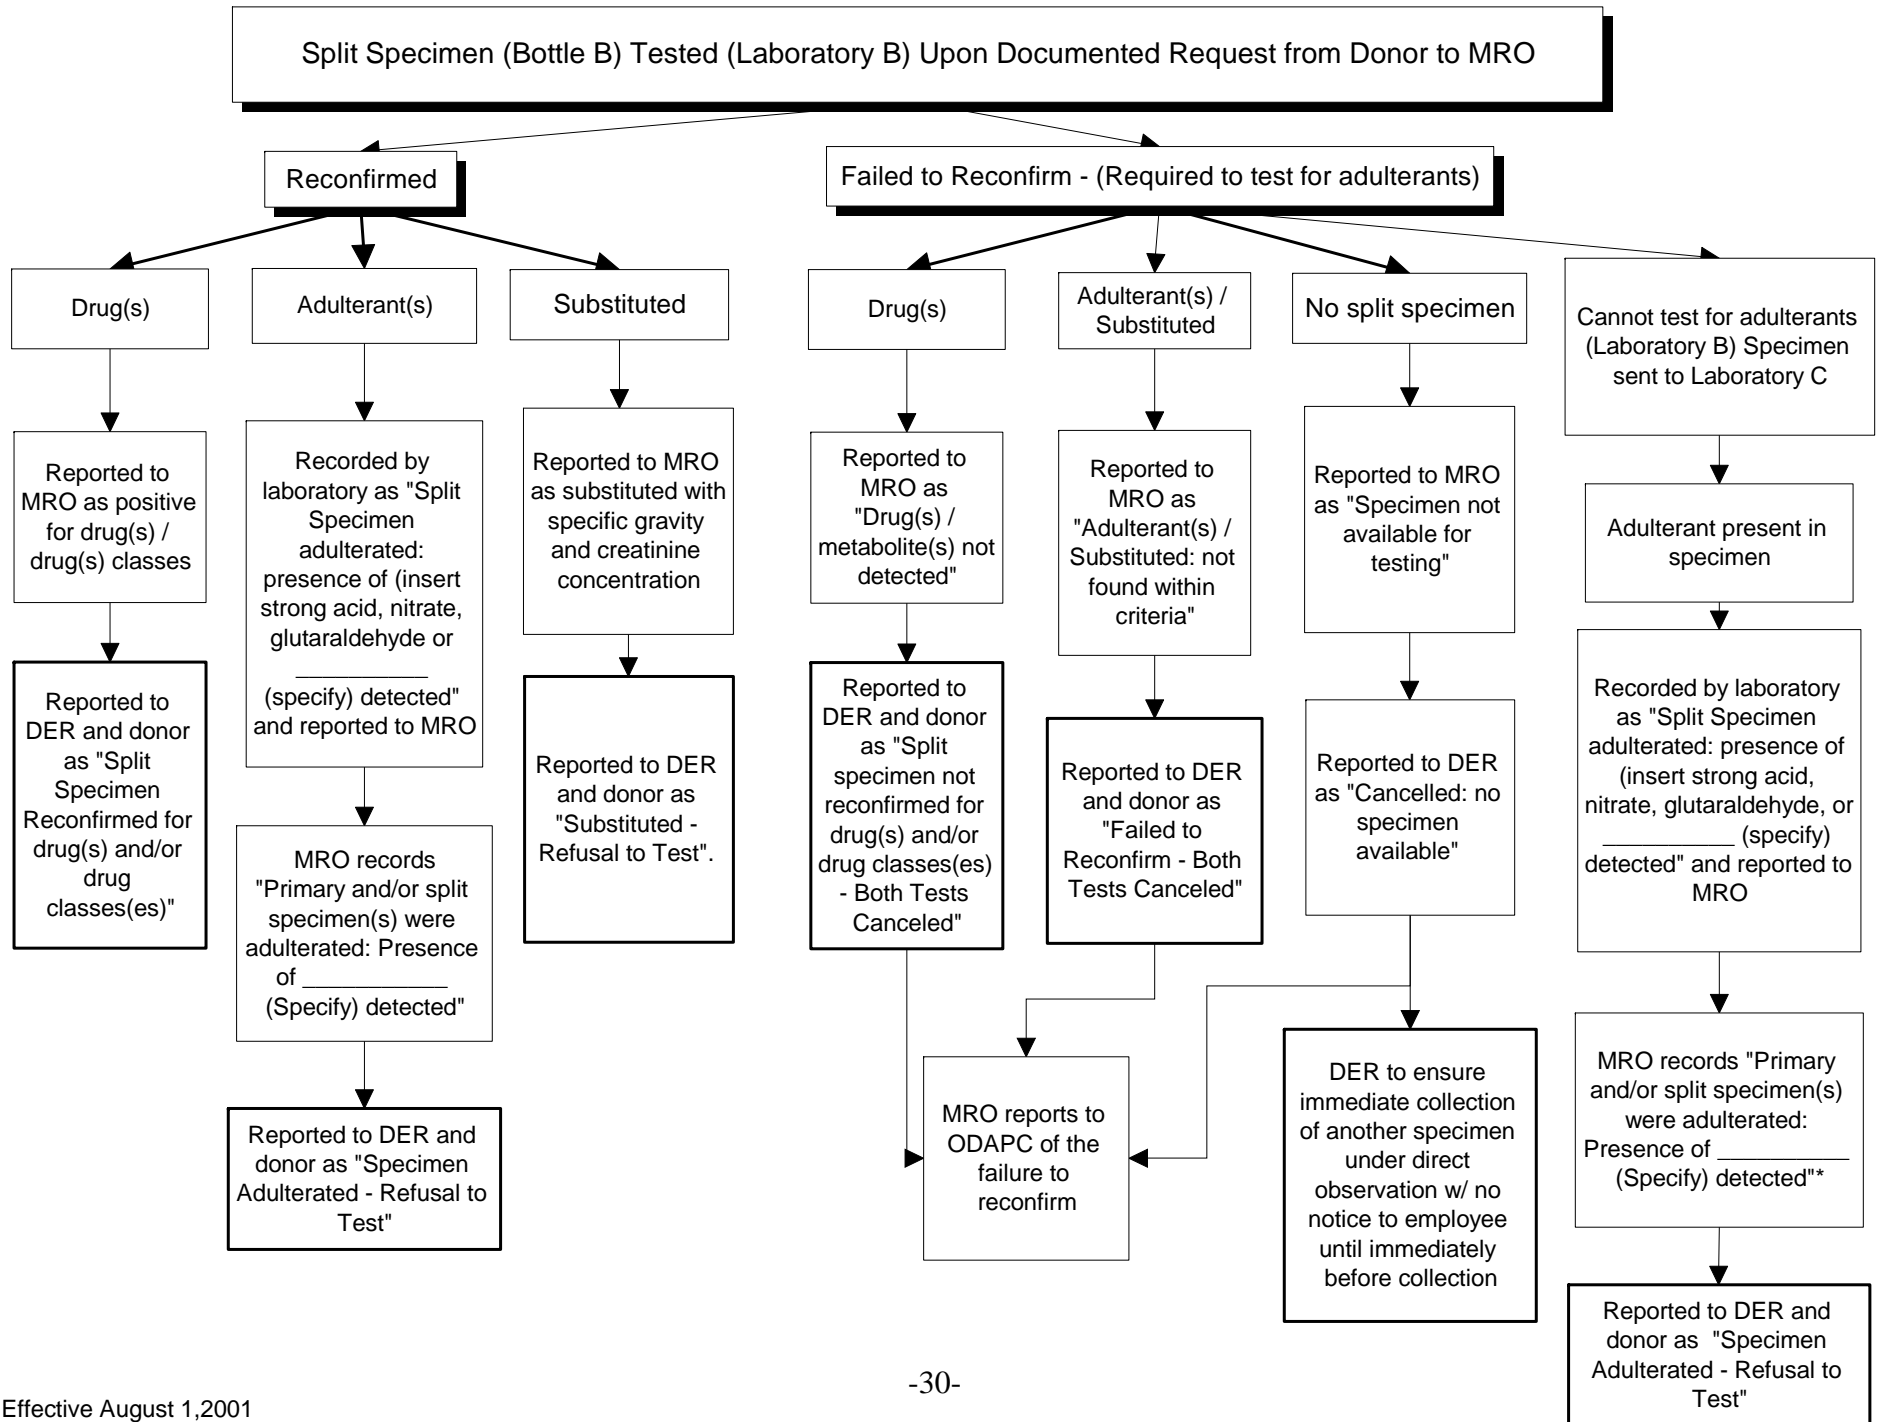 Split Specimen (Bottle B) Tested (Laboratory B) Upon Documented Request from Donor to MRO
Reconfirmed
Failed to Reconfirm - (Required to test for adulterants)
Drug(s)
Adulterant(s)
Substituted
Drug(s)
Adulterant(s) /
Substituted
No split specimen
Cannot test for adulterants
(Laboratory B) Specimen
sent to Laboratory C
Reported to
MRO as positive
for drug(s) /
drug(s) classes
Recorded by
laboratory as "Split
Specimen
adulterated:
presence of (insert
strong acid, nitrate,
glutaraldehyde or
___________
(specify) detected"
and reported to MRO
Reported to MRO
as substituted with
specific gravity
and creatinine
concentration
Reported to
MRO as
"Drug(s) /
metabolite(s) not
detected"
Reported to
MRO as
"Adulterant(s) /
Substituted: not
found within
criteria"
Reported to MRO
as "Specimen not
available for
testing"
Adulterant present in
specimen
Reported to
DER and donor
as "Split
Specimen
Reconfirmed for
drug(s) and/or
drug
classes(es)"
MRO records
"Primary and/or split
specimen(s) were
adulterated: Presence
of ____________
(Specify) detected"
Reported to DER and
donor as "Specimen
Adulterated - Refusal to
Test"
Reported to DER
and donor as
"Substituted -
Refusal to Test".
Reported to
DER and donor
as "Split
specimen not
reconfirmed for
drug(s) and/or
drug classes(es)
- Both Tests
Canceled"
Reported to DER
and donor as
"Failed to
Reconfirm - Both
Tests Canceled"
Reported to DER
as "Cancelled: no
specimen
available"
Recorded by laboratory
as "Split Specimen
adulterated: presence of
(insert strong acid,
nitrate, glutaraldehyde, or
___________ (specify)
detected" and reported to
MRO
MRO reports to
ODAPC of the
failure to
reconfirm
DER to ensure
immediate collection
of another specimen
under direct
observation w/ no
notice to employee
until immediately
before collection
MRO records "Primary
and/or split specimen(s)
were adulterated:
Presence of ___________
(Specify) detected"*
Reported to DER and
donor as "Specimen
Adulterated - Refusal to
Test"
-30-
Effective August 1,2001